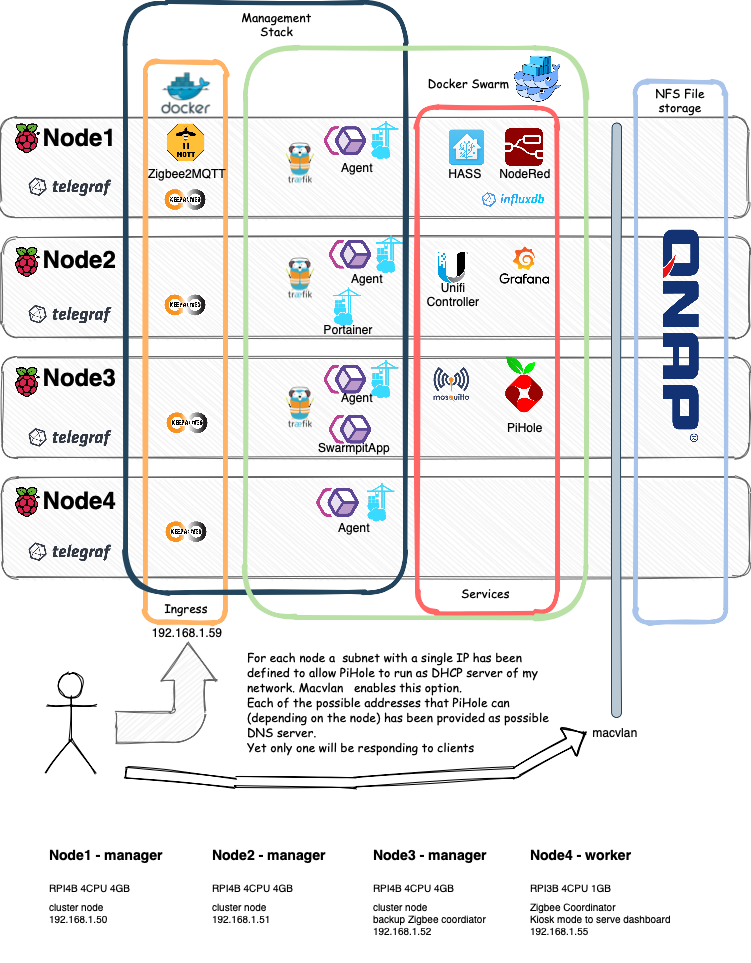 Management
Stack
Docker Swarm
NFS File
storage
docker
Node1
MQTT
Zigbee2MQTT
træfik
Agent
HASS
NodeRed
telegraf
KEEPALIVED
influxdb
Node2
træfik
Agent
Unifi
Controller
Grafana
telegraf
KEEPALIVED
Portainer
QNAP
®
Node3
træfik
Agent
mosquitto
telegraf
KEEPALIVED
SwarmpitApp
PiHole
Node4
Agent
telegraf
KEEPALIVED
Ingress
Services
192.168.1.59
For each node a subnet with a single IP has been
defined to allow PiHole to run as DHCP server of my
network. Macvlan enables this option.
Each of the possible addresses that PiHole can
(depending on the node) has been provided as possible
DNS server.
Yet only one will be responding to clients
macvlan
Node1 - manager
RPI4B 4CPU 4GB
cluster node
192.168.1.50
Node2 - manager
RPI4B 4CPU 4GB
cluster node
192.168.1.51
Node3 - manager
RPI4B 4CPU 4GB
cluster node
backup Zigbee coordiator
192.168.1.52
Node4 - worker
RPI3B 4CPU 1GB
Zigbee Coordinator
Kiosk mode to serve dashboard
192.168.1.55